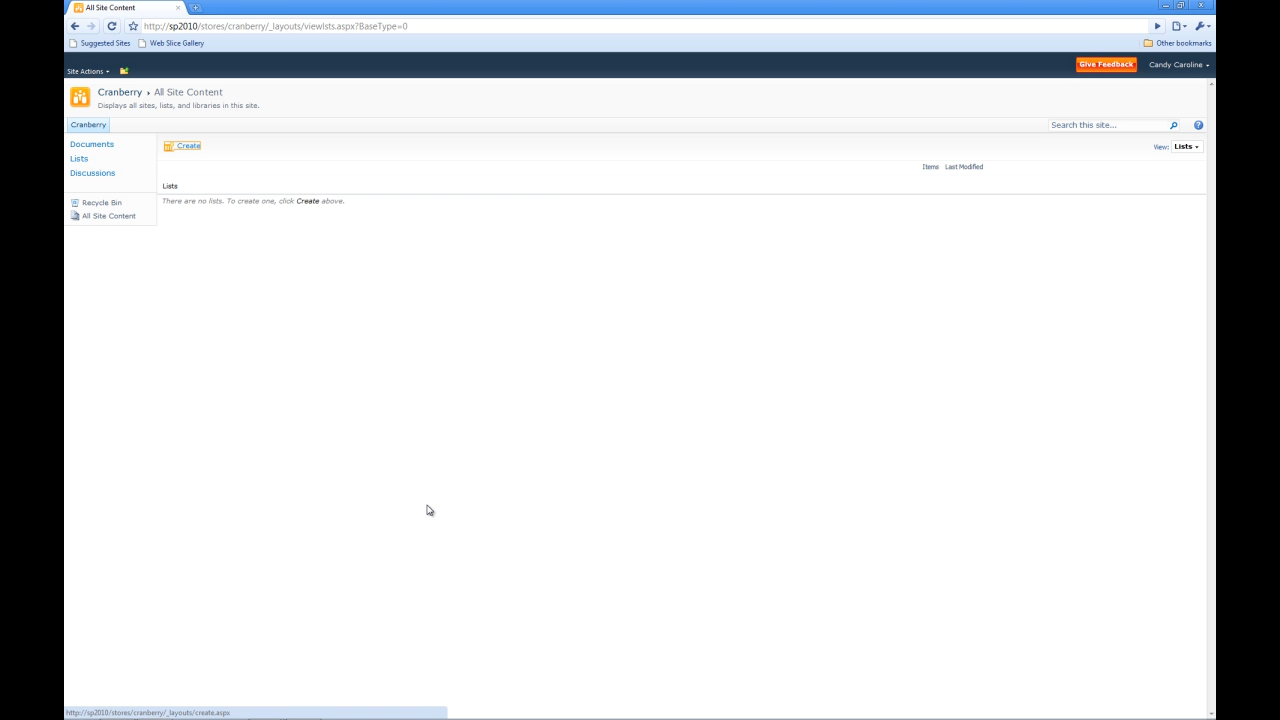 All Site Content
http://sp2010/stores/cranberry/_layouts/viewlsts.aspx?BaseType=0
Suggested Sites Web Slice Gallery Other bookmarks
Site Actions Give Feedback Candy Caroline
Cranberry All Site Content
Displays all sites, lists, and libraries in this site.
Cranberry Search this site...
Documents
Lists
Discussions
Recycle Bin
All Site Content
Create View: Lists
Items Last Modified
Lists
There are no lists. To create one, click Create above.
http://sp2010/stores/cranberry/_layouts/create.aspx